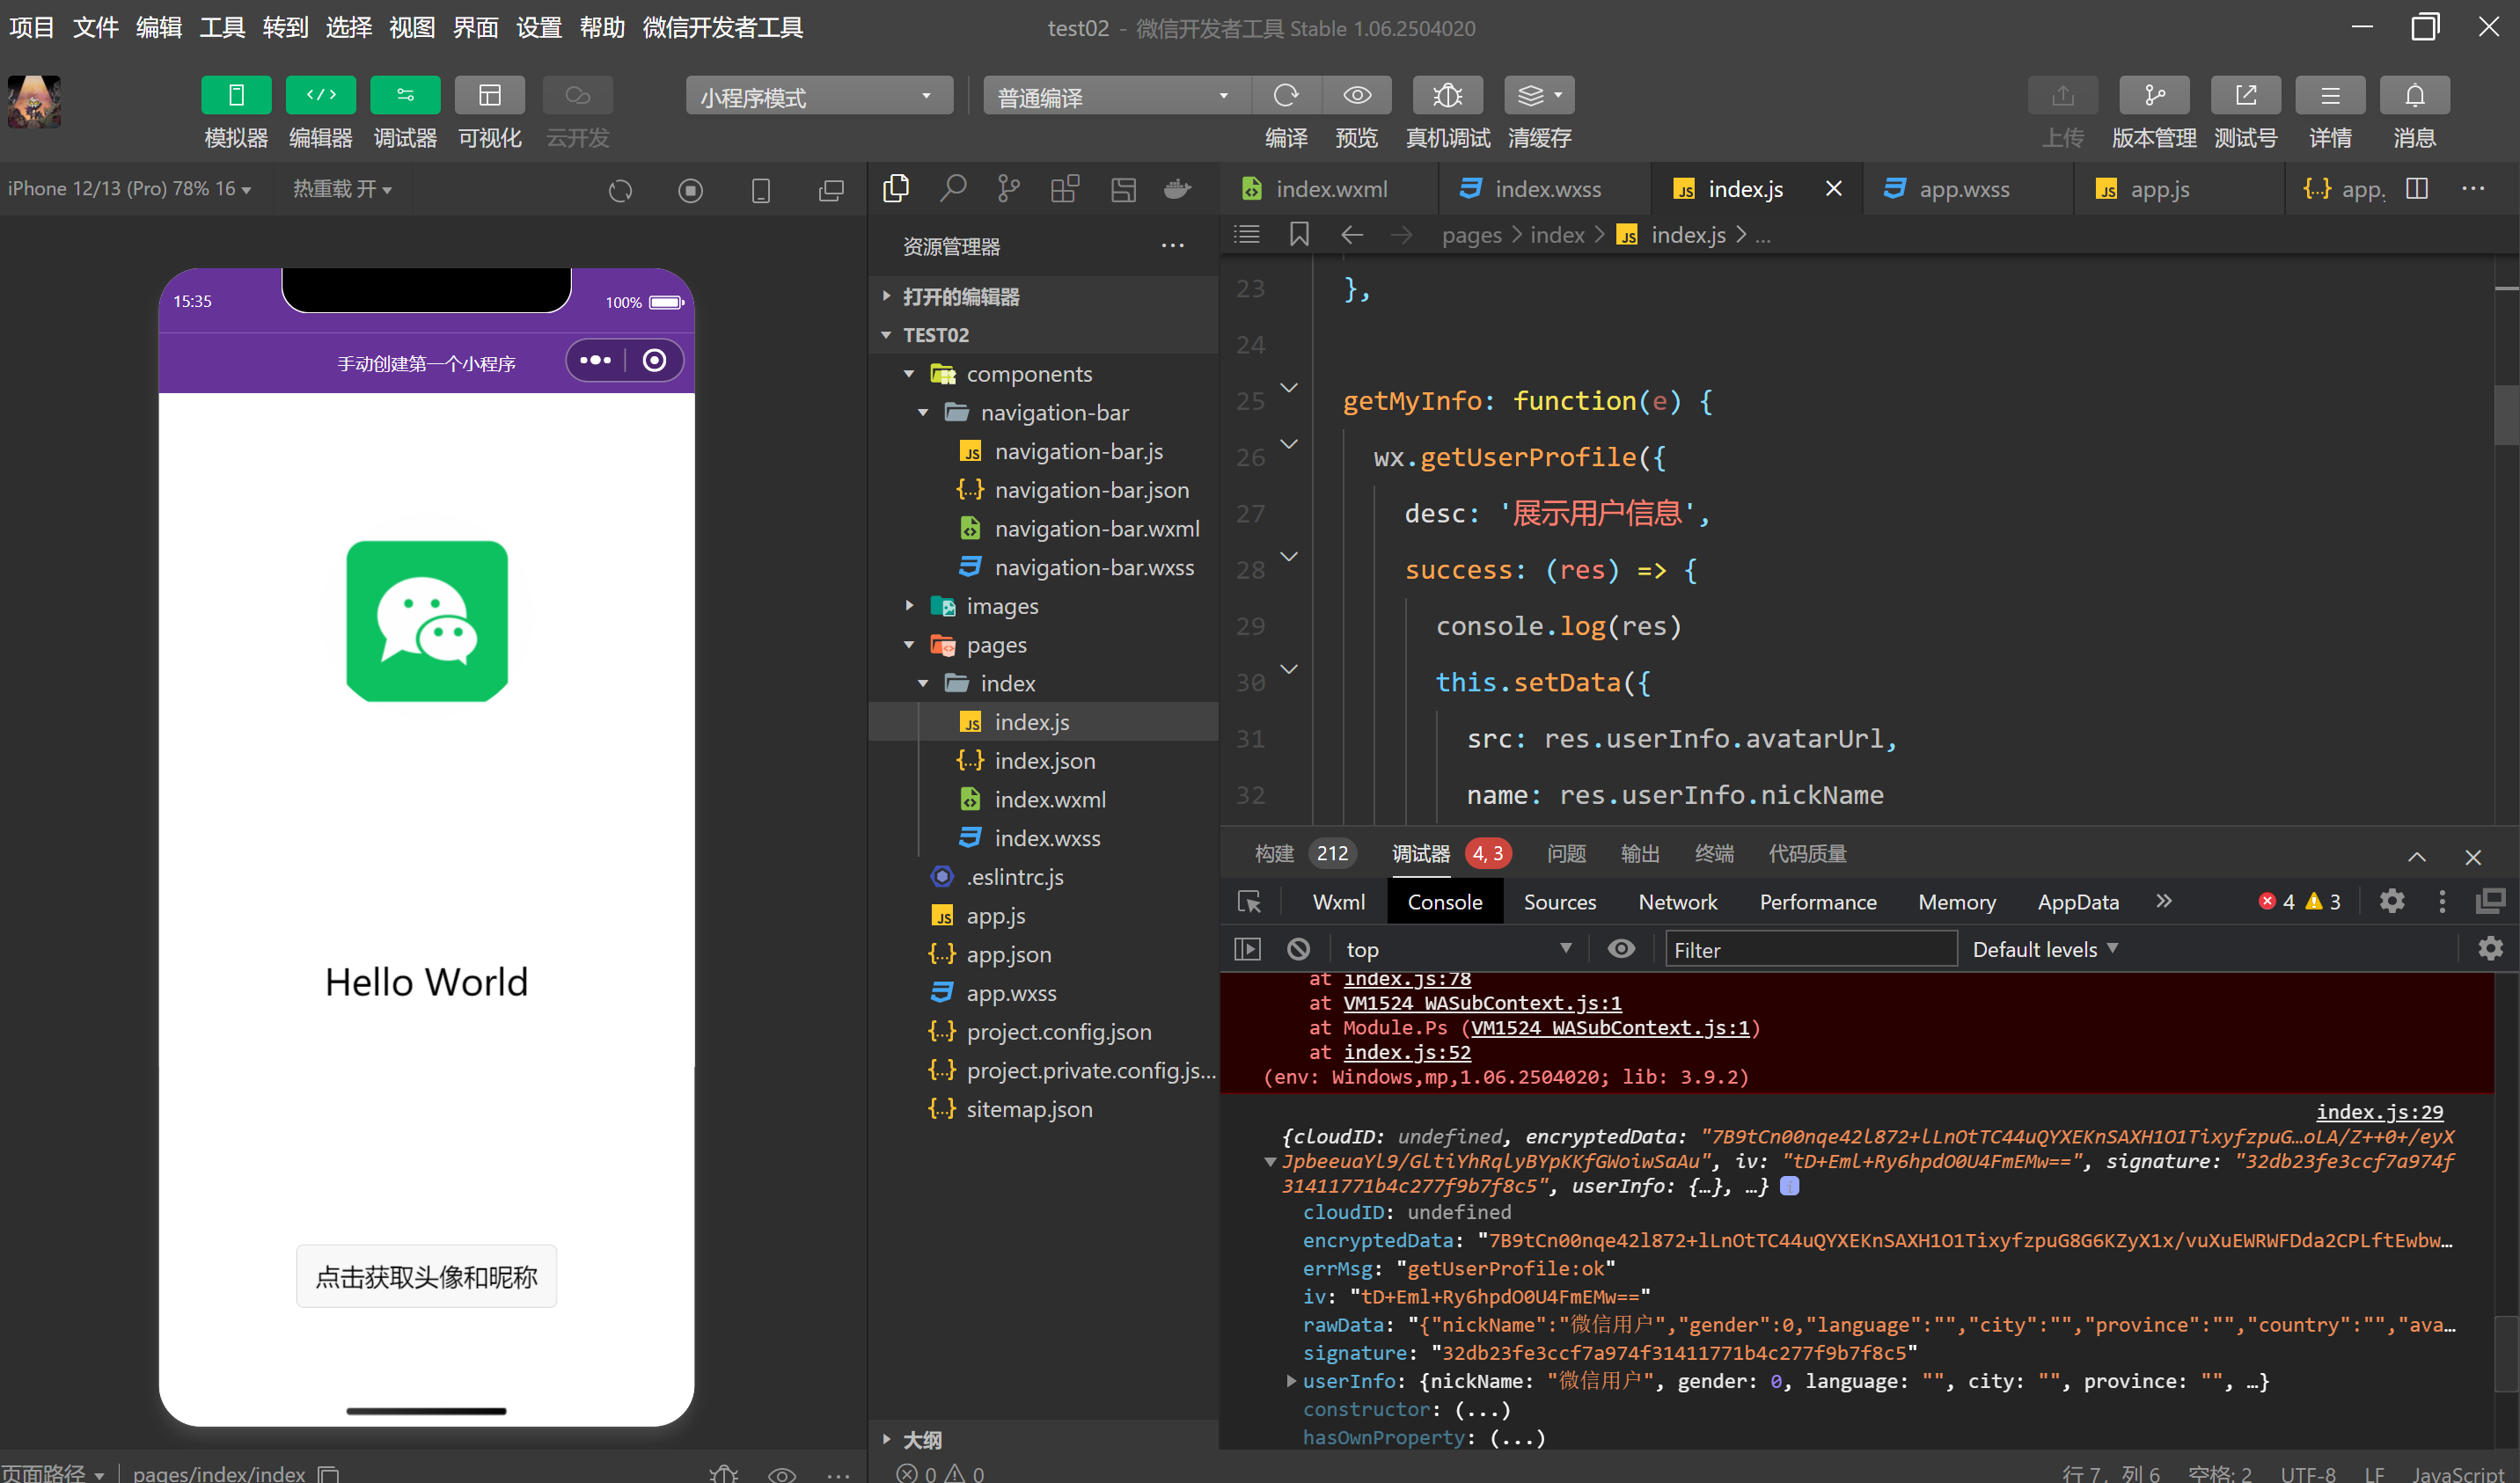 项目 文件 编辑 工具 转到 选择 视图 界面 设置 帮助 微信开发者工具
test02 - 微信开发者工具 Stable 1.06.2504020
小程序模式
普通编译
模拟器 编辑器 调试器 可视化 云开发
编译 预览 真机调试 清缓存
上传 版本管理 测试号 详情 消息
iPhone 12/13 (Pro) 78% 16
热重载 开
15:35
100%
手动创建第一个小程序
Hello World
点击获取头像和昵称
页面路径 pages/index/index
资源管理器
打开的编辑器
TEST02
components
navigation-bar
navigation-bar.js
navigation-bar.json
navigation-bar.wxml
navigation-bar.wxss
images
pages
index
index.js
index.json
index.wxml
index.wxss
.eslintrc.js
app.js
app.json
app.wxss
project.config.json
project.private.config.js...
sitemap.json
大纲
0 0
index.wxml index.wxss index.js app.wxss app.js app.
pages > index > index.js > ...
23 },
24
25 getMyInfo: function(e) {
26 wx.getUserProfile({
27 desc: '展示用户信息',
28 success: (res) => {
29 console.log(res)
30 this.setData({
31 src: res.userInfo.avatarUrl,
32 name: res.userInfo.nickName
构建 212 调试器 4, 3 问题 输出 终端 代码质量
Wxml Console Sources Network Performance Memory AppData 4 3
top Filter Default levels
at index.js:78
at VM1524 WASubContext.js:1
at Module.Ps (VM1524 WASubContext.js:1)
at index.js:52
(env: Windows,mp,1.06.2504020; lib: 3.9.2)
index.js:29
{cloudID: undefined, encryptedData: "7B9tCn00nqe42l872+lLnOtTC44uQYXEKnSAXH1O1TixyfzpuG…oLA/Z++0+/eyX
JpbeeuaYl9/GltiYhRqlyBYpKKfGWoiwSaAu", iv: "tD+Eml+Ry6hpdO0U4FmEMw==", signature: "32db23fe3ccf7a974f
31411771b4c277f9b7f8c5", userInfo: {…}, …}
cloudID: undefined
encryptedData: "7B9tCn00nqe42l872+lLnOtTC44uQYXEKnSAXH1O1TixyfzpuG8G6KZyX1x/vuXuEWRWFDda2CPLftEwbw…
errMsg: "getUserProfile:ok"
iv: "tD+Eml+Ry6hpdO0U4FmEMw=="
rawData: "{"nickName":"微信用户","gender":0,"language":"","city":"","province":"","country":"","ava…
signature: "32db23fe3ccf7a974f31411771b4c277f9b7f8c5"
userInfo: {nickName: "微信用户", gender: 0, language: "", city: "", province: "", …}
constructor: (...)
hasOwnProperty: (...)
行 7，列 6 空格: 2 UTF-8 LF JavaScript